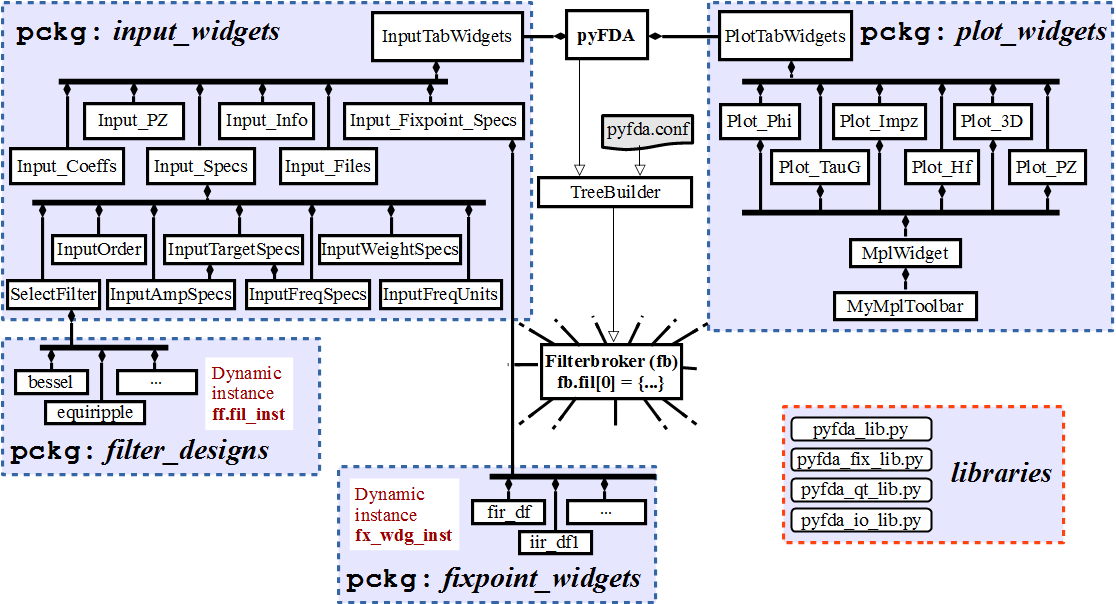 pckg: input_widgets
InputTabWidgets
pyFDA
PlotTabWidgets
pckg: plot_widgets
Input_PZ
Input_Info
Input_Fixpoint_Specs
Input_Coeffs
Input_Specs
Input_Files
pyfda.conf
TreeBuilder
Plot_Phi
Plot_Impz
Plot_3D
Plot_TauG
Plot_Hf
Plot_PZ
InputOrder
InputTargetSpecs
InputWeightSpecs
SelectFilter
InputAmpSpecs
InputFreqSpecs
InputFreqUnits
MplWidget
MyMplToolbar
Filterbroker (fb)
fb.fil[0] = {...}
bessel
...
equiripple
Dynamic
instance
ff.fil_inst
pckg: filter_designs
pyfda_lib.py
pyfda_fix_lib.py
pyfda_qt_lib.py
pyfda_io_lib.py
libraries
Dynamic
instance
fx_wdg_inst
fir_df
...
iir_df1
pckg: fixpoint_widgets